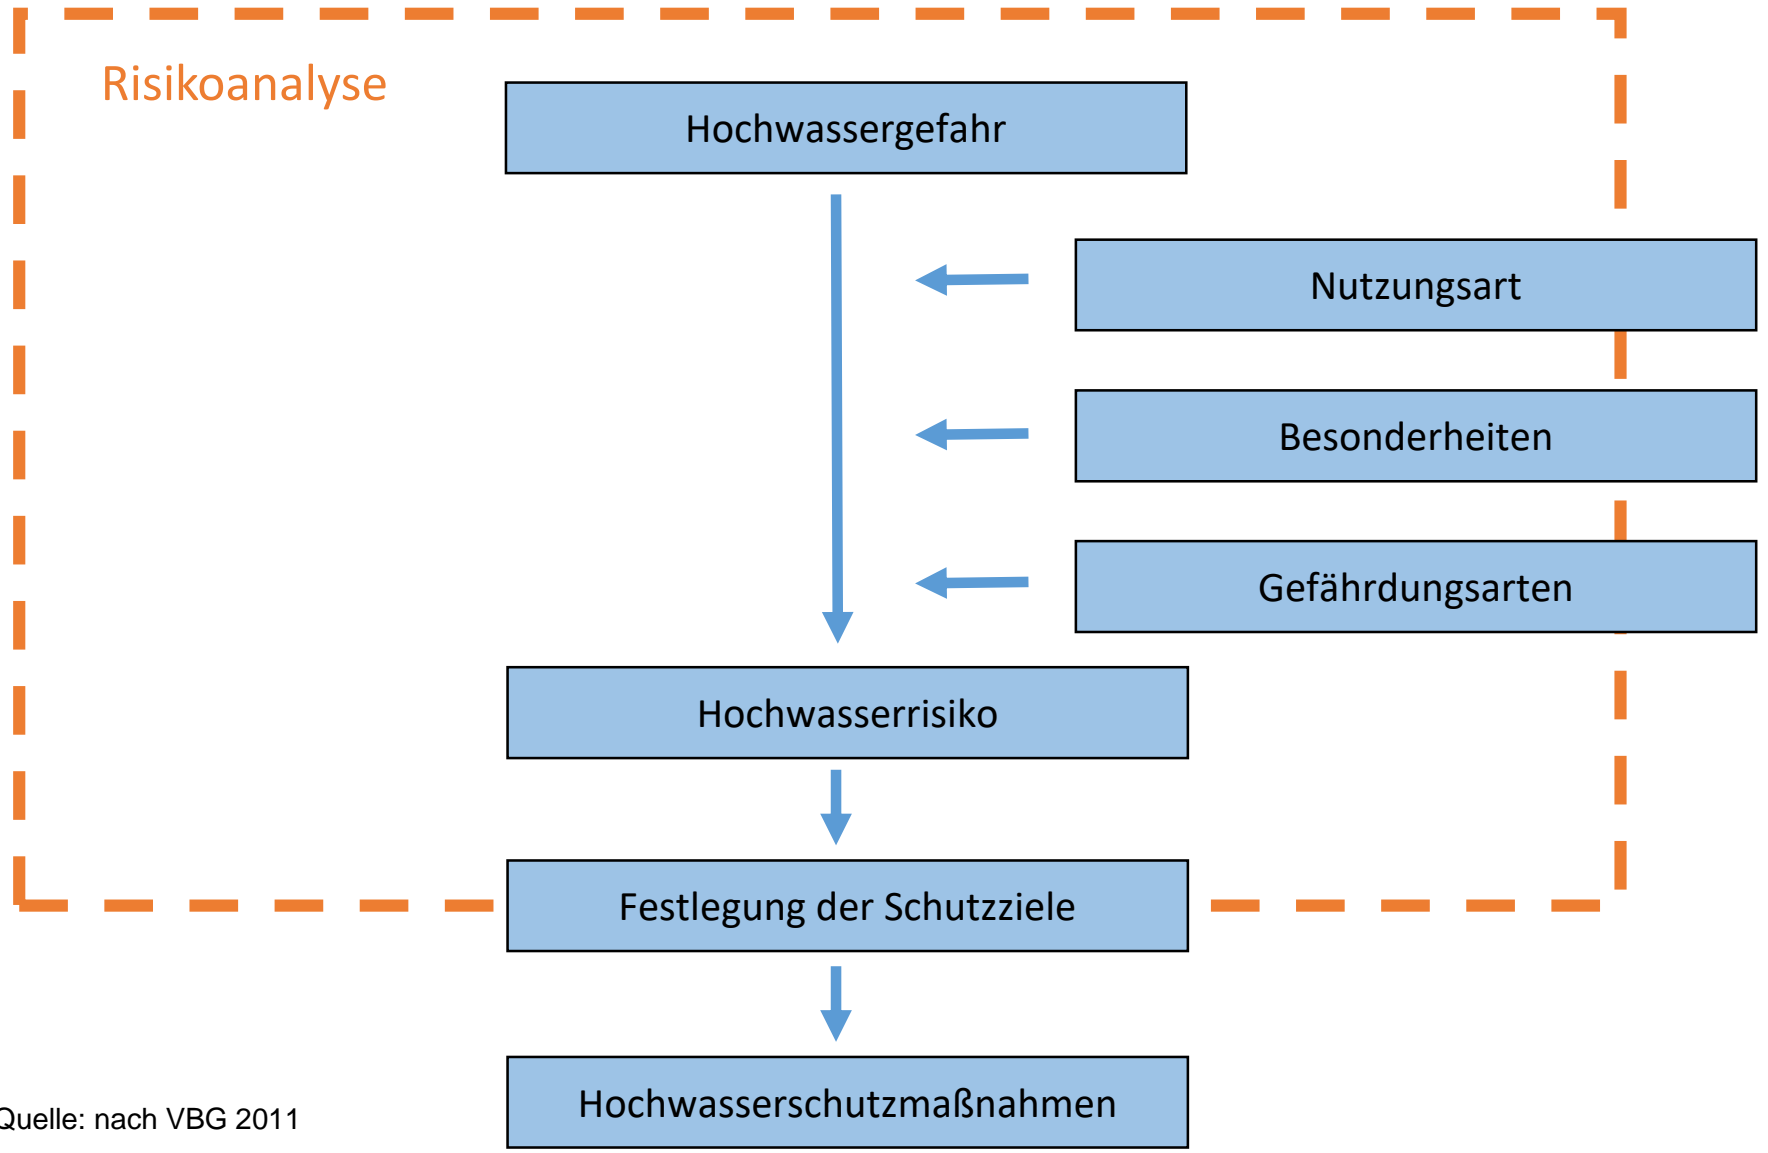 Risikoanalyse
Hochwassergefahr
Nutzungsart
Besonderheiten
Gefährdungsarten
Hochwasserrisiko
Festlegung der Schutzziele
Hochwasserschutzmaßnahmen
Quelle: nach VBG 2011